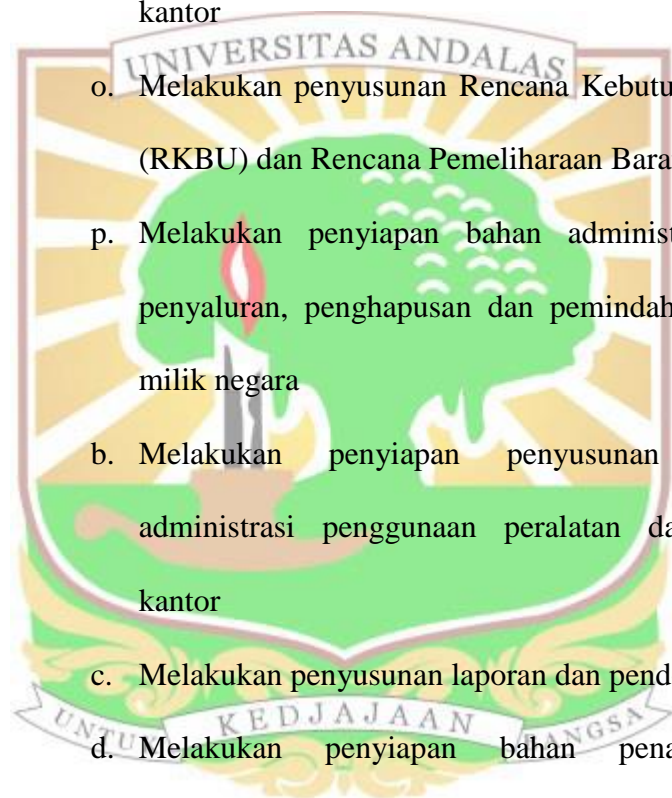 kantor
UNIVERSITAS ANDALAS
o. Melakukan penyusunan Rencana Kebutu
(RKBU) dan Rencana Pemeliharaan Bara
p. Melakukan penyiapan bahan administ
penyaluran, penghapusan dan pemindah
milik negara
b. Melakukan penyiapan penyusunan
administrasi penggunaan peralatan da
kantor
c. Melakukan penyusunan laporan dan pend
UNTUK KEDJAJAAN BANGSA
d. Melakukan penyiapan bahan pena